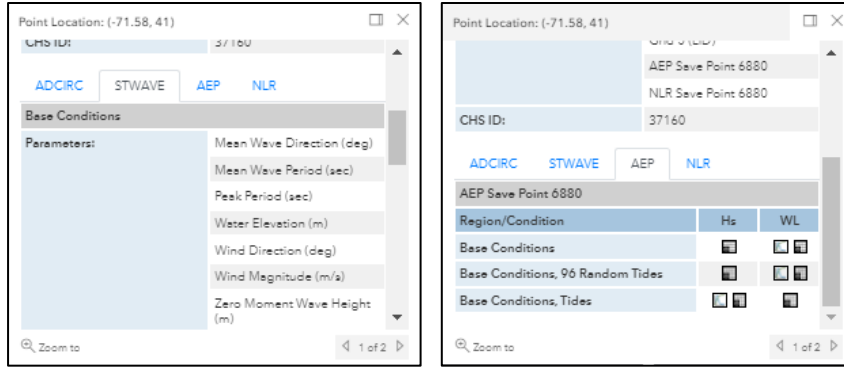 Point Location: (-71.58, 41)
CHS ID: 37160
ADCIRC STWAVE AEP NLR
Base Conditions
Parameters: Mean Wave Direction (deg)
Mean Wave Period (sec)
Peak Period (sec)
Water Elevation (m)
Wind Direction (deg)
Wind Magnitude (m/s)
Zero Moment Wave Height
(m)
Zoom to 1 of 2
Point Location: (-71.58, 41)
AEP Save Point 6880
NLR Save Point 6880
CHS ID: 37160
ADCIRC STWAVE AEP NLR
AEP Save Point 6880
Region/Condition Hs WL
Base Conditions
Base Conditions, 96 Random Tides
Base Conditions, Tides
Zoom to 1 of 2